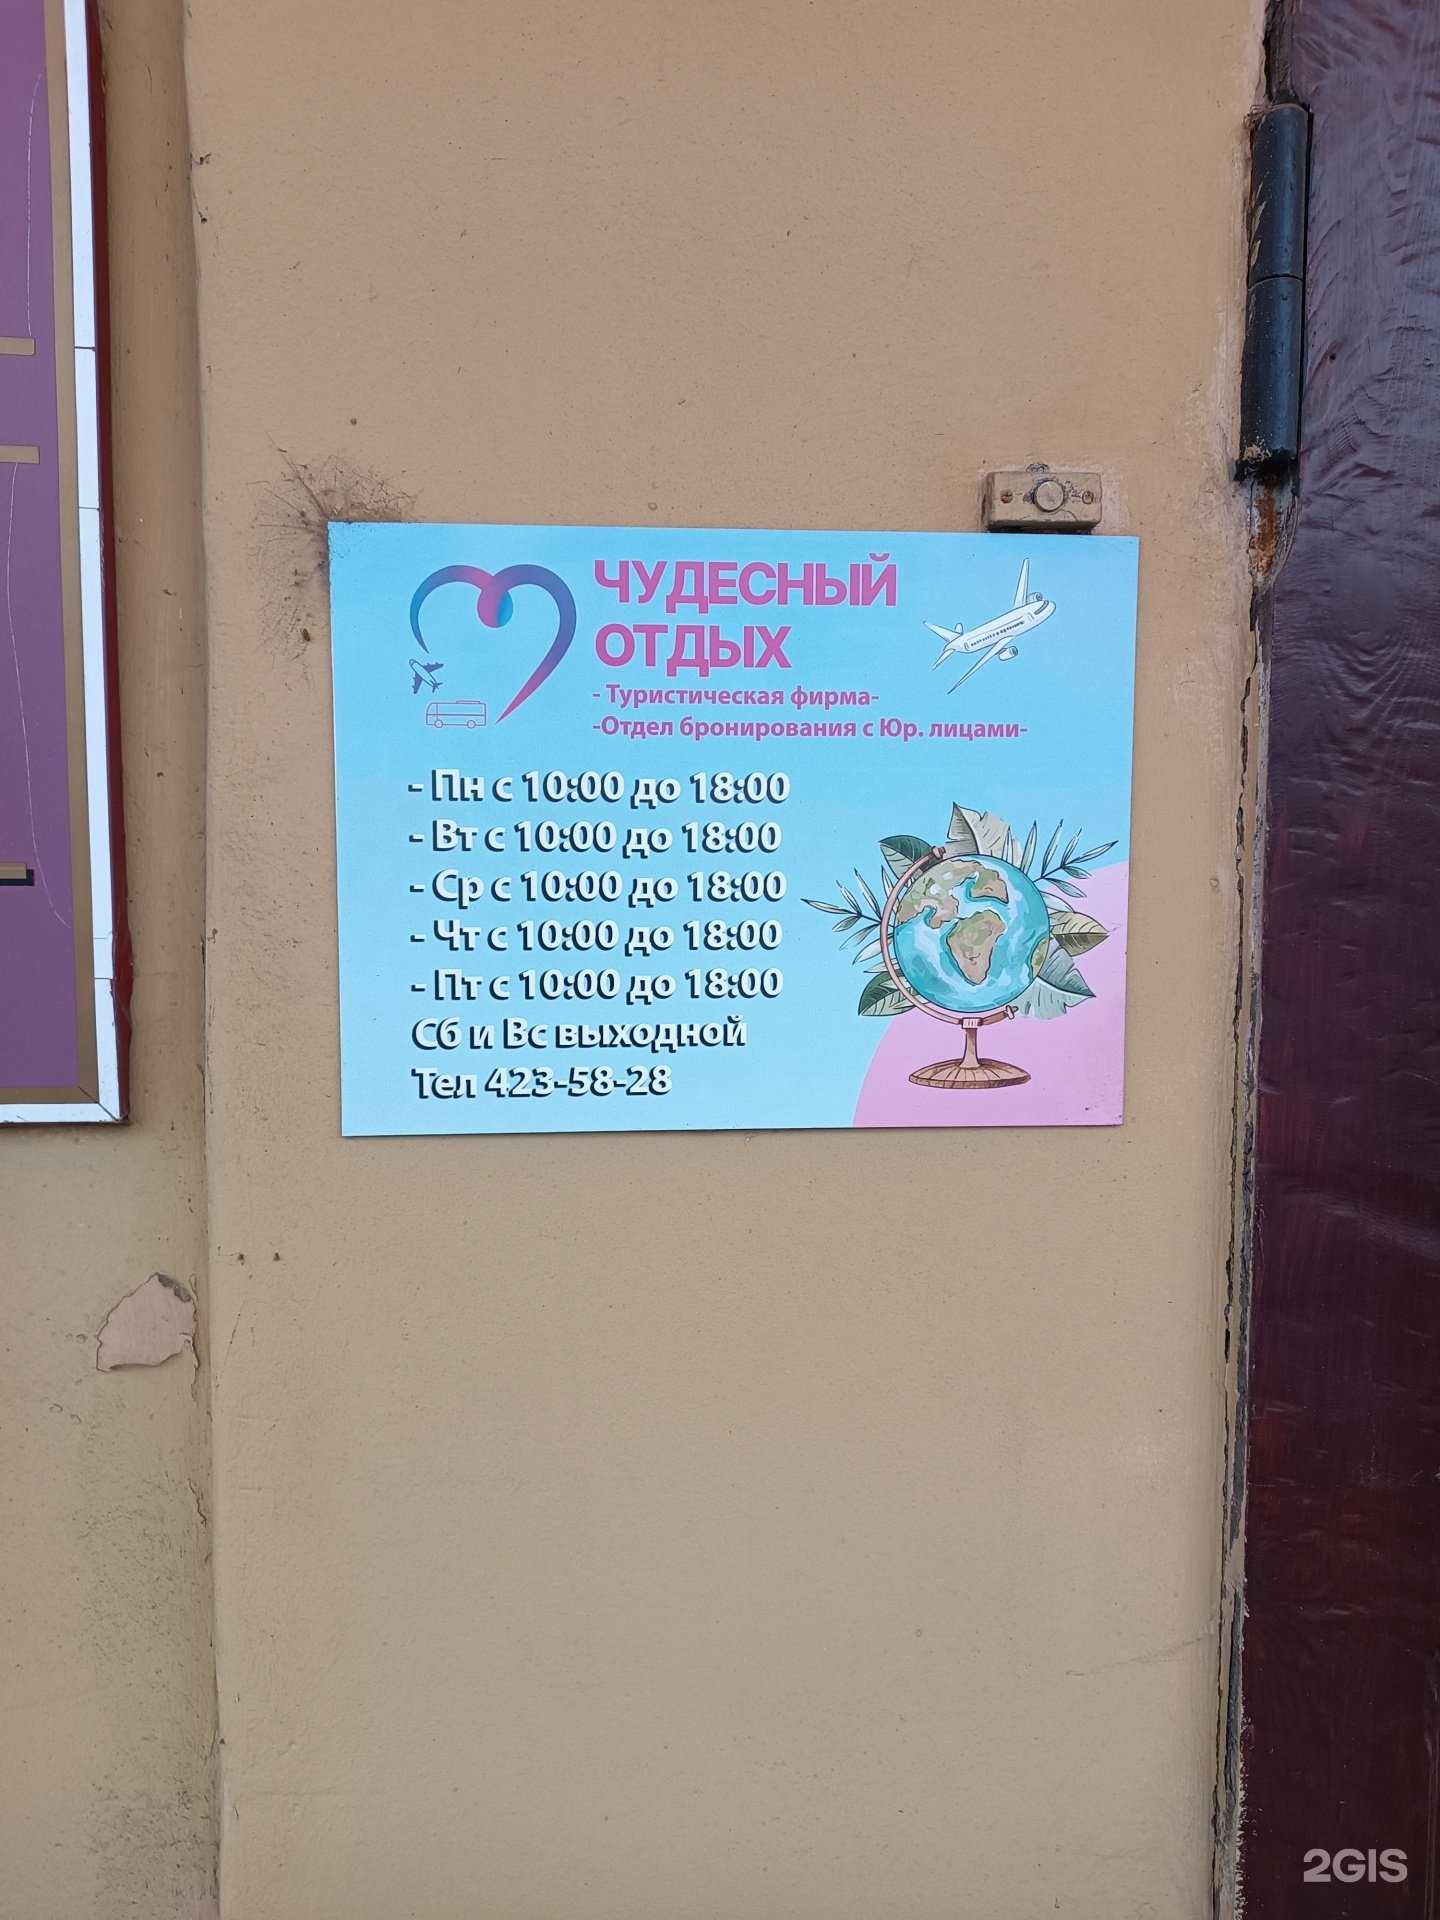 ЧУДЕСНЫЙ
ОТДЫХ
- Туристическая фирма-
-Отдел бронирования с Юр. лицами-
- Пн с 10:00 до 18:00
- Вт с 10:00 до 18:00
- Ср с 10:00 до 18:00
- Чт с 10:00 до 18:00
- Пт с 10:00 до 18:00
Сб и Вс выходной
Тел 423-58-28
2GIS